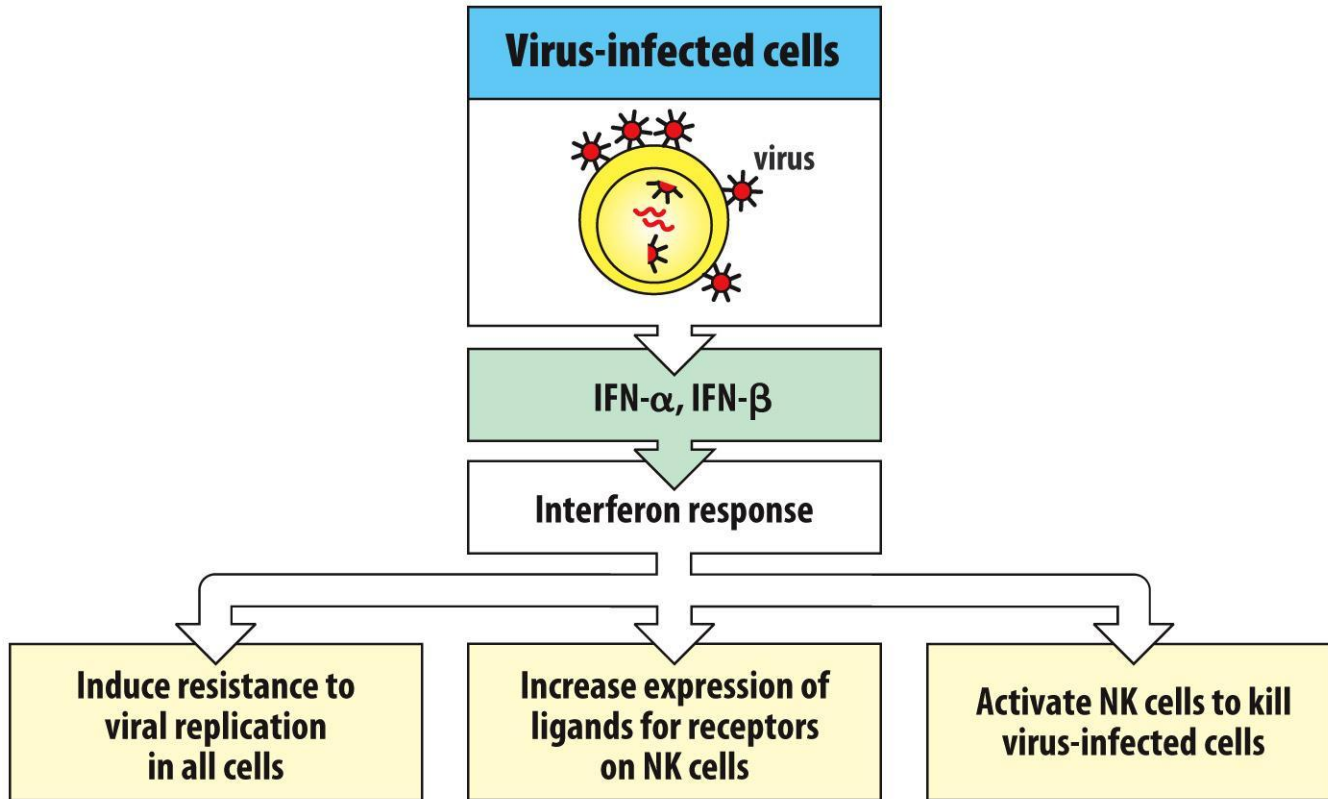 Virus-infected cells
virus
IFN-α, IFN-β
Interferon response
Induce resistance to
viral replication
in all cells
Increase expression of
ligands for receptors
on NK cells
Activate NK cells to kill
virus-infected cells